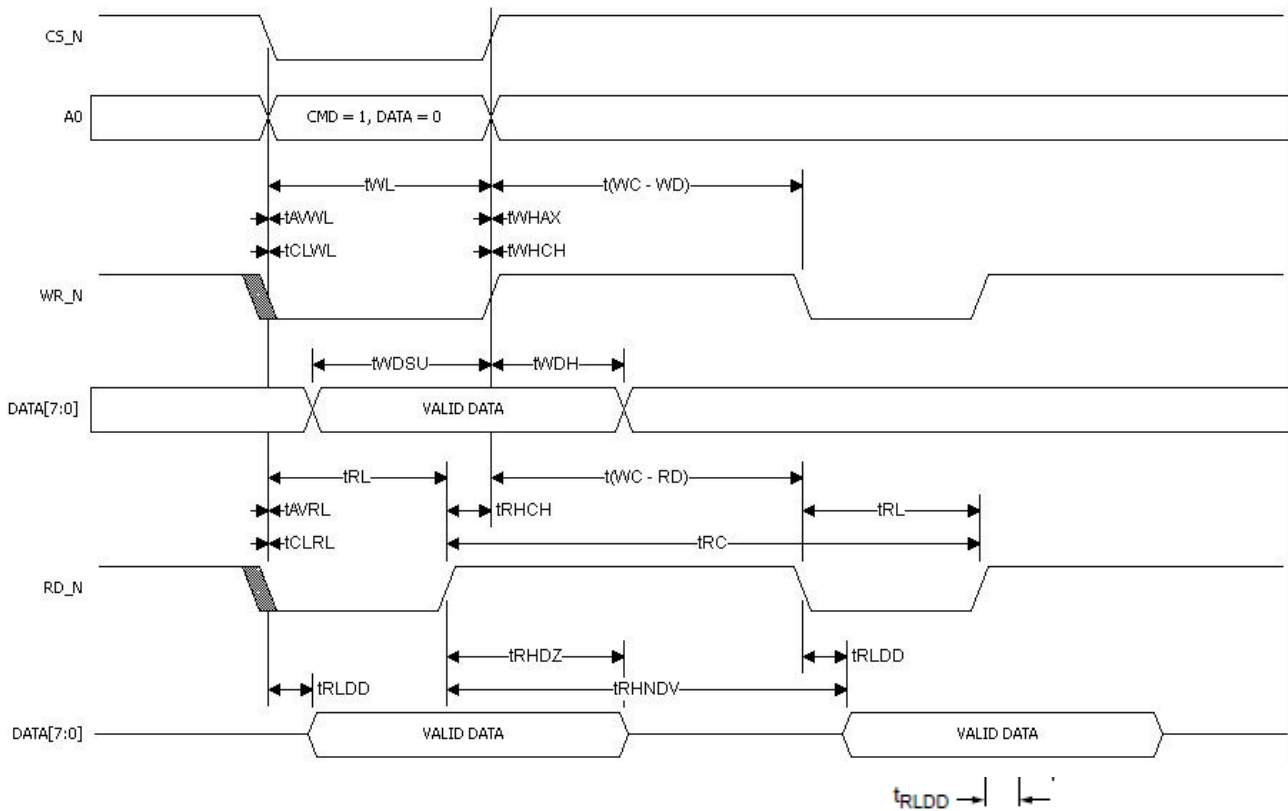 CS_N
A0
CMD = 1, DATA = 0
tWL
t(WC - WD)
tAVWL
tWHAX
tCLWL
tWHCH
WR_N
tWDSU
tWDH
DATA[7:0]
VALID DATA
tRL
t(WC - RD)
tAVRL
tRHCH
tRL
tCLRL
tRC
RD_N
tRHDZ
tRLDD
tRLDD
tRHNDV
DATA[7:0]
VALID DATA
VALID DATA
tRLDD